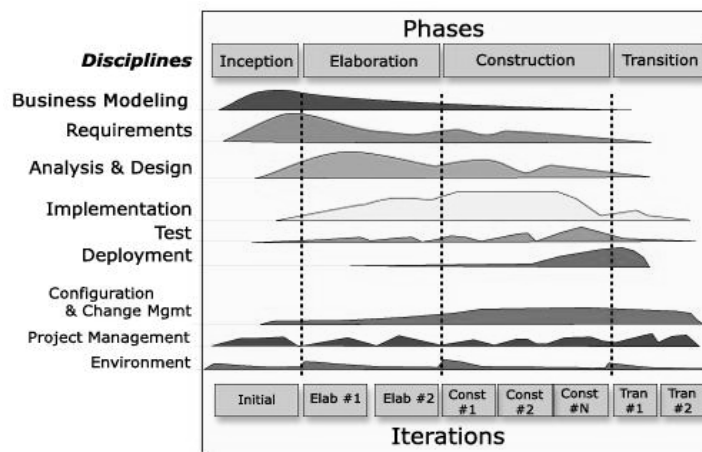 Phases
Disciplines
Inception
Elaboration
Construction
Transition
Business Modeling
Requirements
Analysis & Design
Implementation
Test
Deployment
Configuration
& Change Mgmt
Project Management
Environment
Initial
Elab #1
Elab #2
Const
#1
Const
#2
Const
#N
Tran
#1
Tran
#2
Iterations